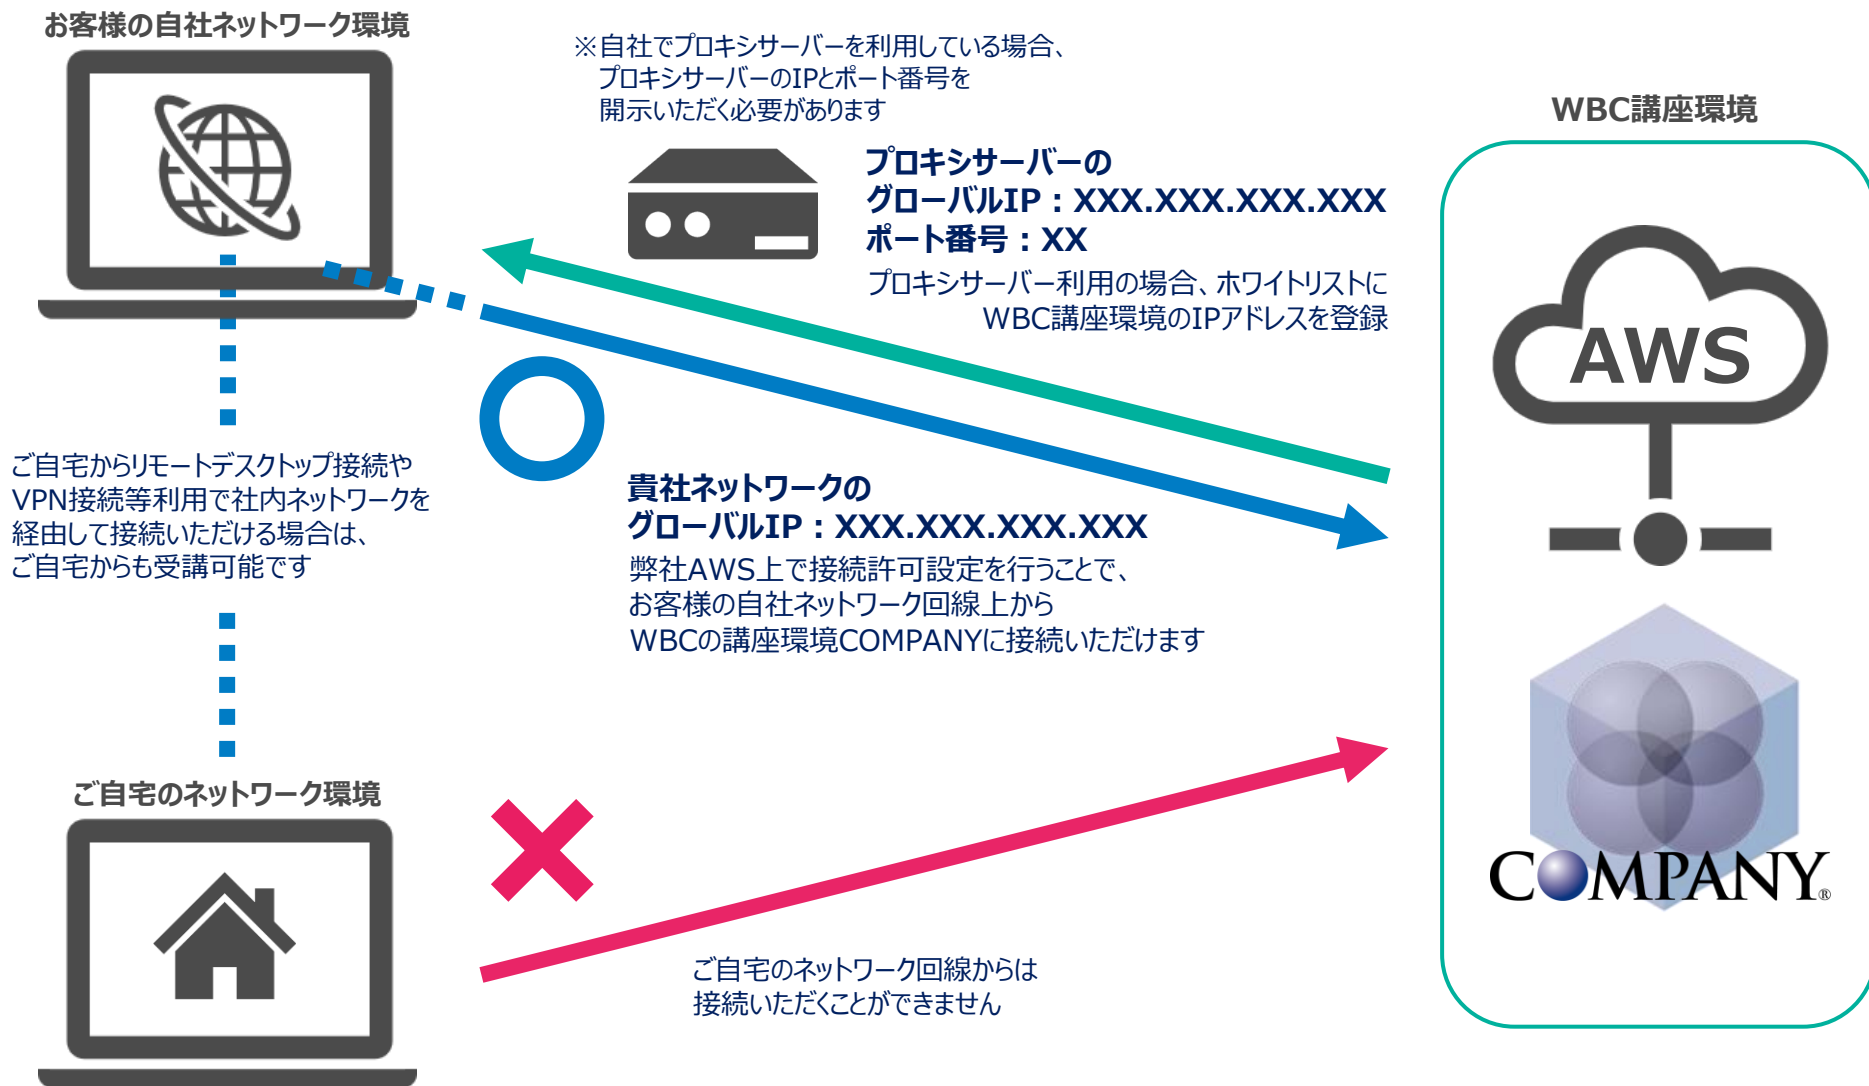 お客様の自社ネットワーク環境
※自社でプロキシサーバーを利用している場合、
プロキシサーバーのIPとポート番号を
開示いただく必要があります
プロキシサーバーの
グローバルIP：XXX.XXX.XXX.XXX
ポート番号：XX
プロキシサーバー利用の場合、ホワイトリストに
WBC講座環境のIPアドレスを登録
WBC講座環境
AWS
ご自宅からリモートデスクトップ接続や
VPN接続等利用で社内ネットワークを
経由して接続いただける場合は、
ご自宅からも受講可能です
貴社ネットワークの
グローバルIP：XXX.XXX.XXX.XXX
弊社AWS上で接続許可設定を行うことで、
お客様の自社ネットワーク回線上から
WBCの講座環境COMPANYに接続いただけます
COMPANY®
ご自宅のネットワーク環境
ご自宅のネットワーク回線からは
接続いただくことができません